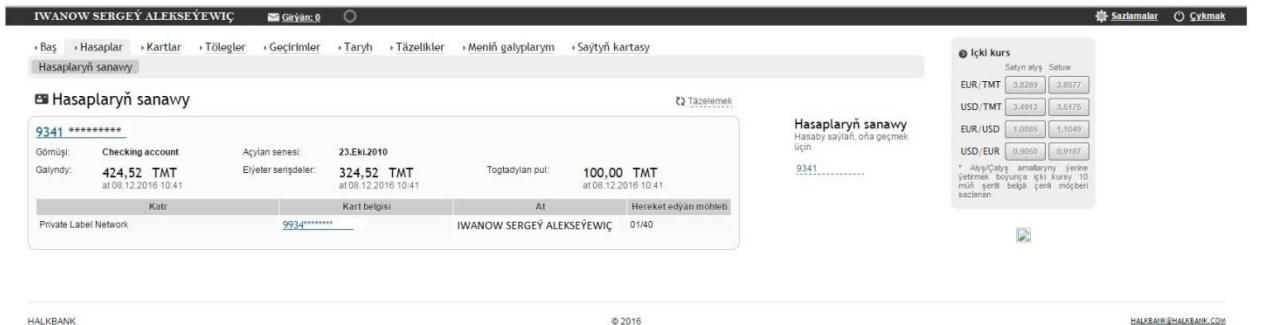 IWANOW SERGEÝ ALEKSEÝEWIÇ Girýän: 0 Sazlamalar Çykmak
Baş Hasaplar Kartlar Tölegler Geçirimler Taryh Täzelikler Meniň galyplarym Saýtyň kartasy
Hasaplaryň sanawy
Hasaplaryň sanawy Täzelemek
9341 *********
Görnüşi: Checking account Açylan senesi: 23.Eki.2010
Galyndy: 424,52 TMT Elýeter serişdeler: 324,52 TMT Togtadylan pul: 100,00 TMT
at 08.12.2016 10:41 at 08.12.2016 10:41 at 08.12.2016 10:41
Katr Kart belgisi At Hereket edýän möhleti
Private Label Network 9934******** IWANOW SERGEÝ ALEKSEÝEWIÇ 01/40
Hasaplaryň sanawy
Hasaby saýlaň, oňa geçmek
üçin
9341
Içki kurs
Satyn alyş Satuw
EUR/TMT 3.8289 3.8577
USD/TMT 3.4913 3.5175
EUR/USD 1.0885 1.1049
USD/EUR 0.9050 0.9187
* Alyş/Çalyş amallaryny ýerine
ýetirmek boýunça içki kursy 10
müň şertli belgä çenli möçberi
sazlanan
HALKBANK © 2016 HALKBANK@HALKBANK.COM